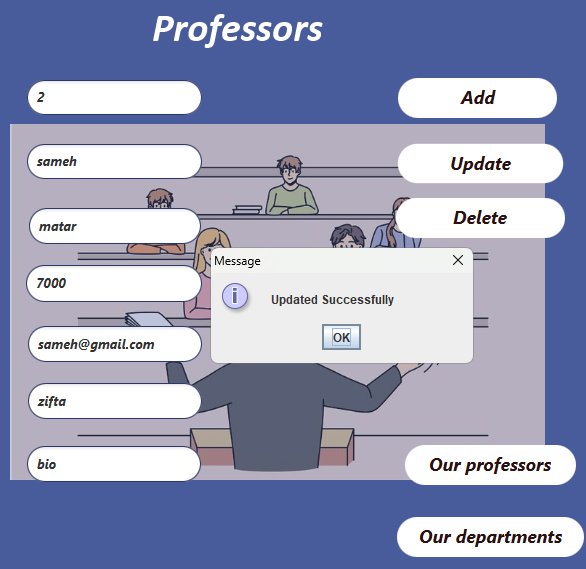 Professors
2
Add
sameh
Update
matar
Delete
Message
7000
Updated Successfully
OK
sameh@gmail.com
zifta
bio
Our professors
Our departments